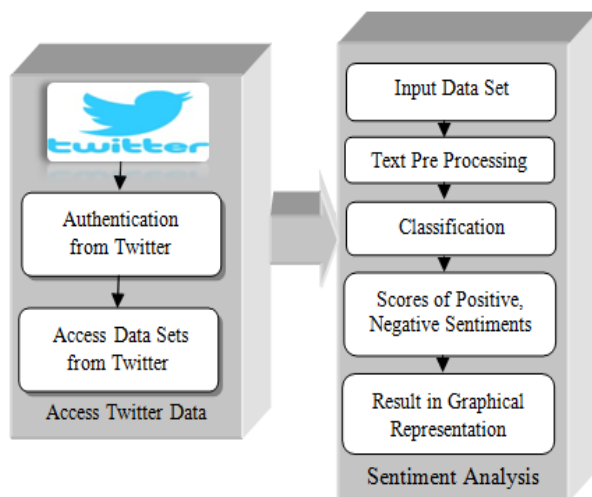 twitter
Authentication
from Twitter
Access Data Sets
from Twitter
Access Twitter Data
Input Data Set
Text Pre Processing
Classification
Scores of Positive,
Negative Sentiments
Result in Graphical
Representation
Sentiment Analysis